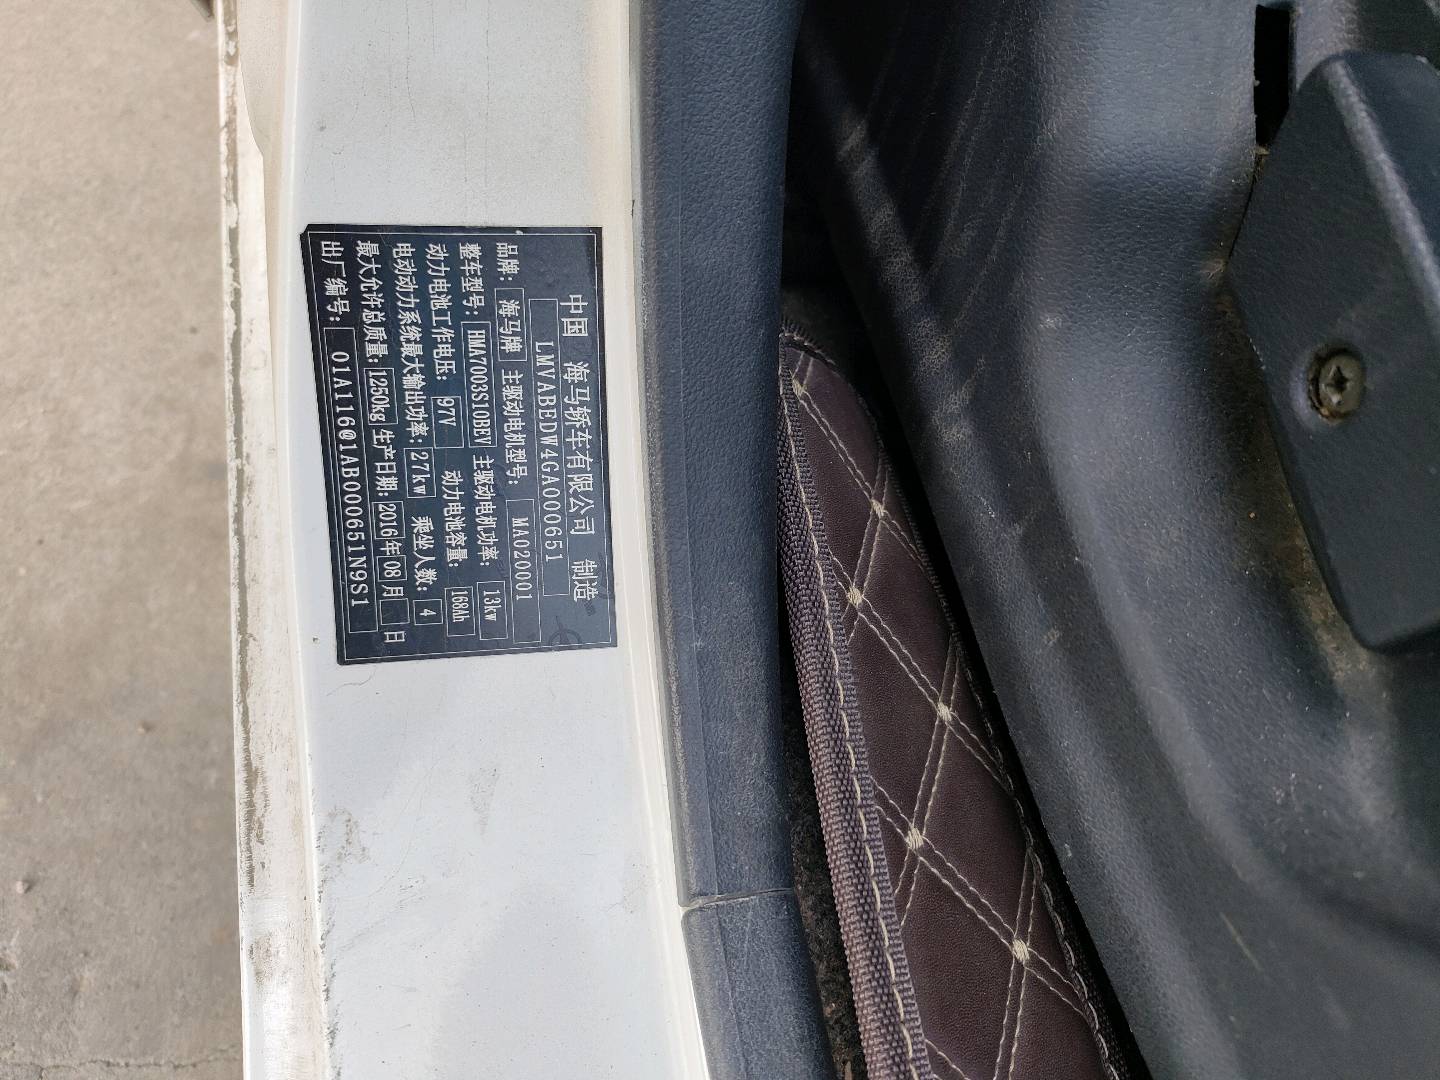 中国 海马轿车有限公司 制造
LMVABEDW4GA000651
品牌: 海马牌 主驱动电机型号: MA020001
整车型号: HMA7003S10BEV 主驱动电机功率: 13kw
动力电池工作电压: 97V 动力电池容量: 168Ah
电动动力系统最大输出功率: 27kw 乘坐人数: 4
最大允许总质量: 1250kg 生产日期: 2016年08月 日
出厂编号: 01A116@1AB000651N9S1